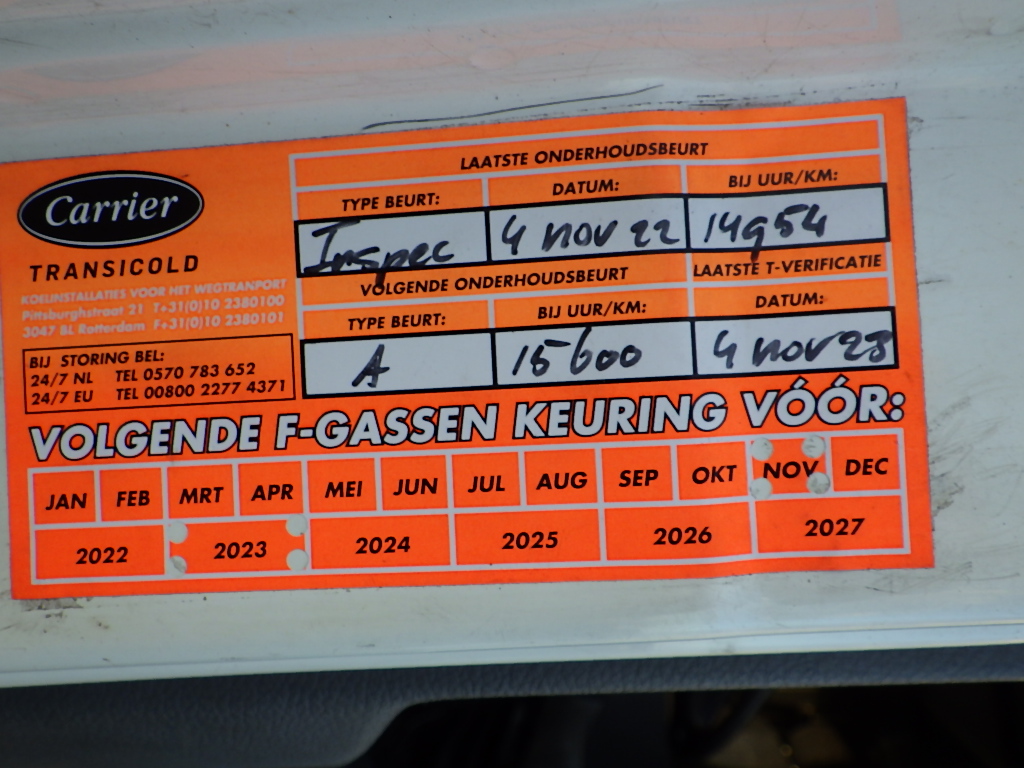 Carrier
TRANSICOLD
KOELINSTALLATIES VOOR HET WEGTRANPORT
Pittsburghstraat 21 T+31(0)10 2380100
3047 BL Rotterdam F+31(0)10 2380101
BIJ STORING BEL:
24/7 NL TEL 0570 783 652
24/7 EU TEL 00800 2277 4371
LAATSTE ONDERHOUDSBEURT
TYPE BEURT: DATUM: BIJ UUR/KM:
Inspec 4 nov 22 14954
VOLGENDE ONDERHOUDSBEURT LAATSTE T-VERIFICATIE
TYPE BEURT: BIJ UUR/KM: DATUM:
A 15600 4 nov 23
VOLGENDE F-GASSEN KEURING VÓÓR:
JAN FEB MRT APR MEI JUN JUL AUG SEP OKT NOV DEC
2022 2023 2024 2025 2026 2027